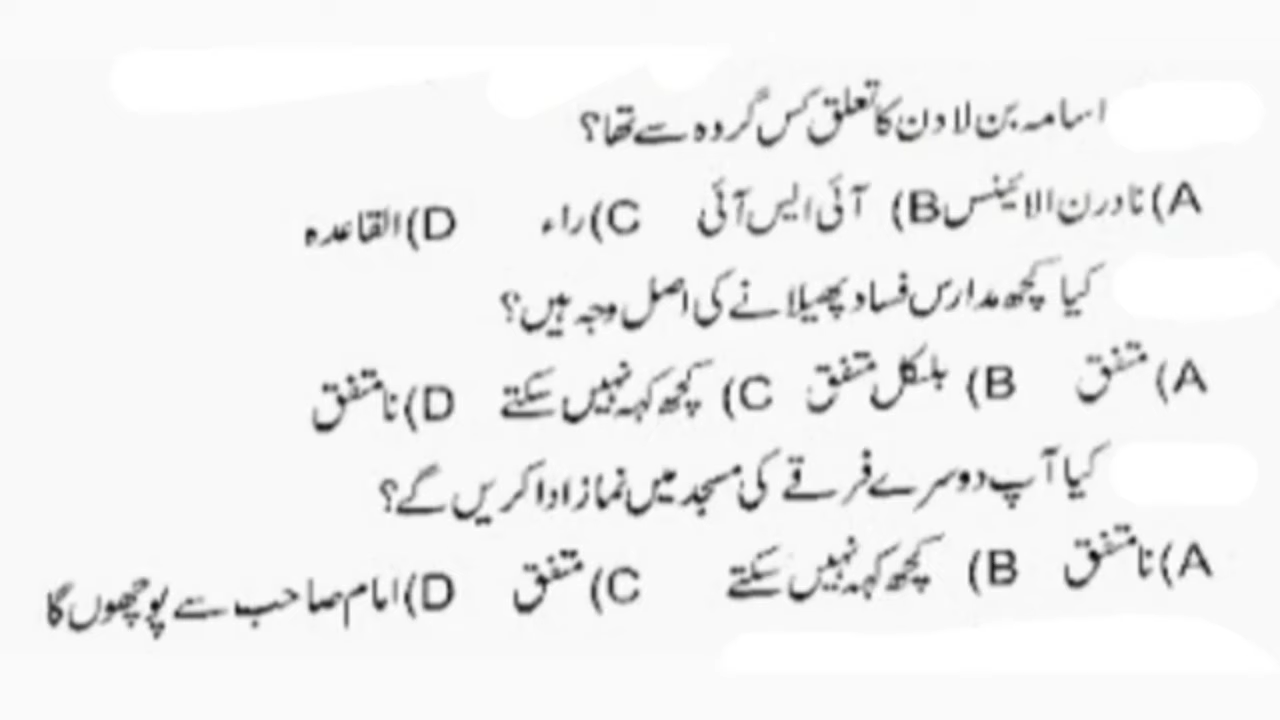 اسامہ بن لادن کا تعلق کس گروہ سے تھا؟
A)نادرن الائینس B) آئی ایس آئی C)راء D)القاعدہ
کیا کچھ مدارس فساد پھیلانے کی اصل وجہ ہیں؟
A)متفق B) بلکل متفق C) کچھ کہہ نہیں سکتے D)نامتفق
کیا آپ دوسرے فرقے کی مسجد میں نماز ادا کریں گے؟
A)نامتفق B) کچھ کہہ نہیں سکتے C)متفق D)امام صاحب سے پوچھوں گا